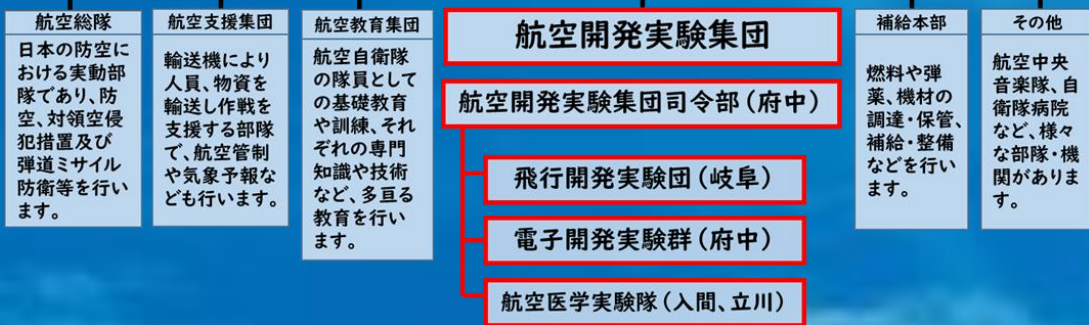 航空総隊
日本の防空に
おける実動部
隊であり、防
空、対領空侵
犯措置及び
弾道ミサイル
防衛等を行い
ます。
航空支援集団
輸送機により
人員、物資を
輸送し作戦を
支援する部隊
で、航空管制
や気象予報な
ども行います。
航空教育集団
航空自衛隊
の隊員として
の基礎教育
や訓練、それ
ぞれの専門
知識や技術
など、多亘る
教育を行い
ます。
航空開発実験集団
航空開発実験集団司令部(府中)
飛行開発実験団(岐阜)
電子開発実験群(府中)
航空医学実験隊(入間、立川)
補給本部
燃料や弾
薬、機材の
調達・保管、
補給・整備
などを行い
ます。
その他
航空中央
音楽隊、自
衛隊病院
など、様々
な部隊・機
関がありま
す。